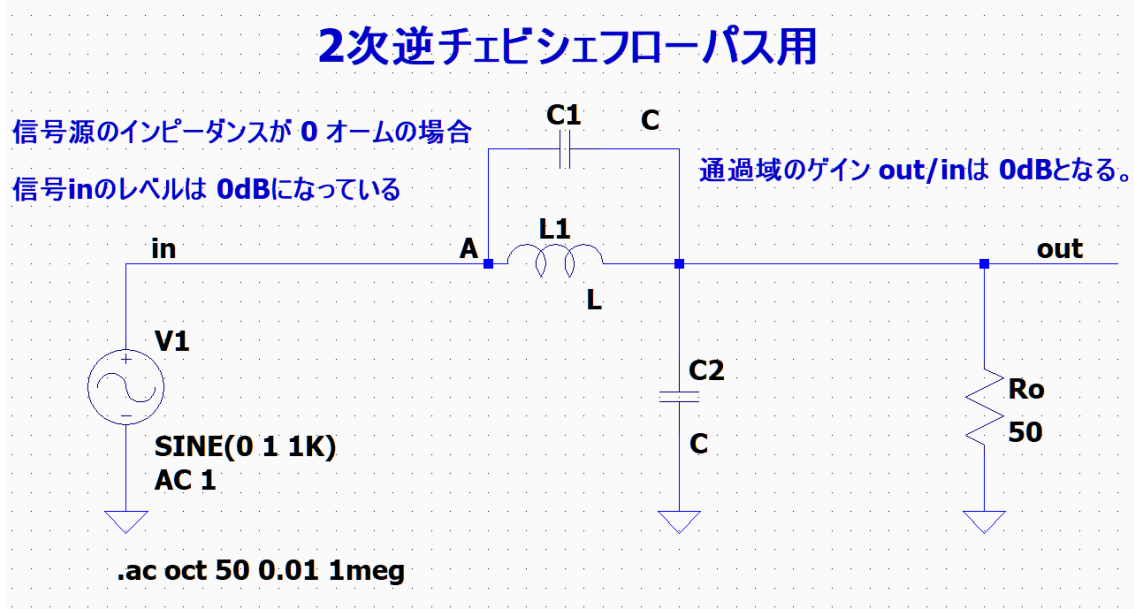 2次逆チェビシェフローパス用
信号源のインピーダンスが 0 オームの場合
信号inのレベルは 0dBになっている
C1
C
通過域のゲイン out/inは 0dBとなる。
in
A
L1
out
L
V1
SINE(0 1 1K)
AC 1
C2
C
Ro
50
.ac oct 50 0.01 1meg